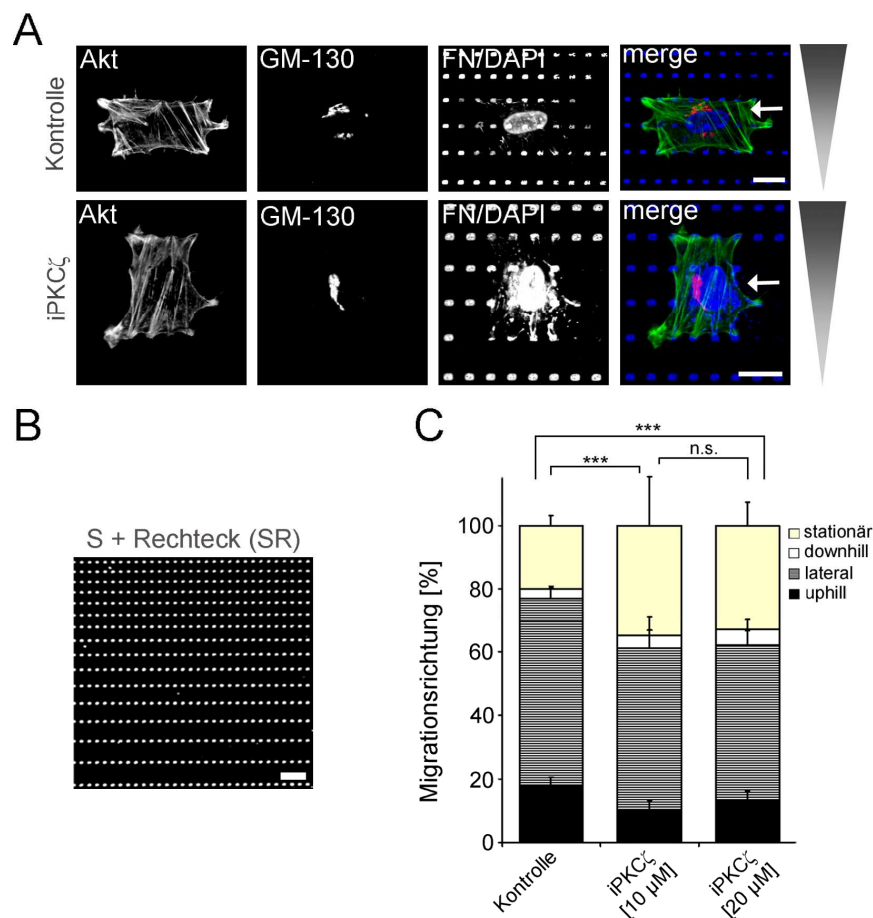 A
Kontrolle
Akt GM-130 FN/DAPI merge
iPKCζ
Akt GM-130 FN/DAPI merge
B
S + Rechteck (SR)
C
***
*** n.s.
Migrationsrichtung [%]
100
80
60
40
20
0
stationär
downhill
lateral
uphill
Kontrolle
iPKCζ
[10 µM]
iPKCζ
[20 µM]